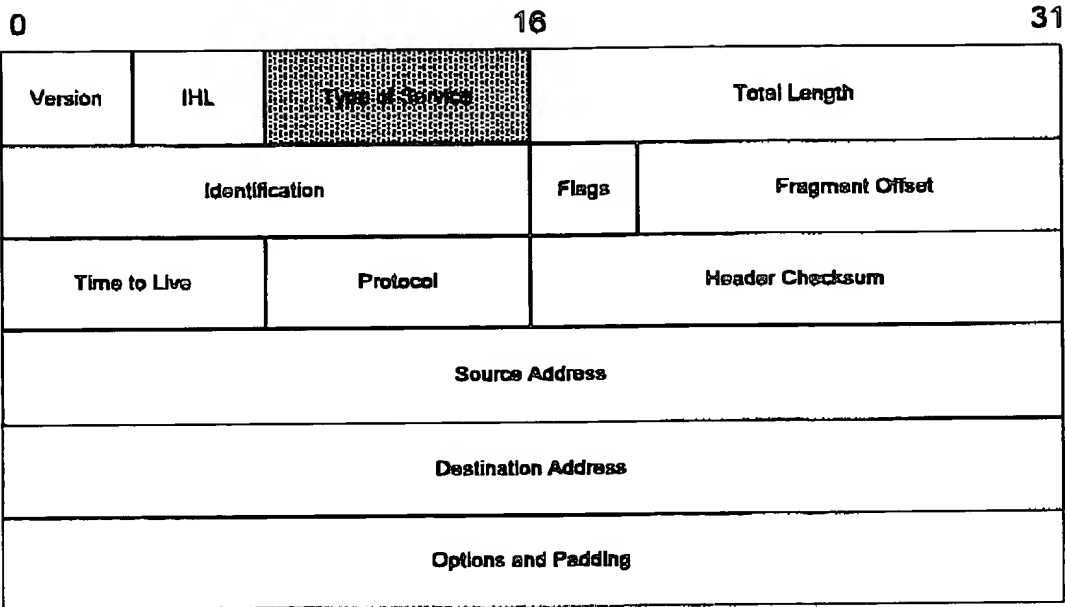 0 16 31
Version IHL Type of Service Total Length
Identification Flags Fragment Offset
Time to Live Protocol Header Checksum
Source Address
Destination Address
Options and Padding